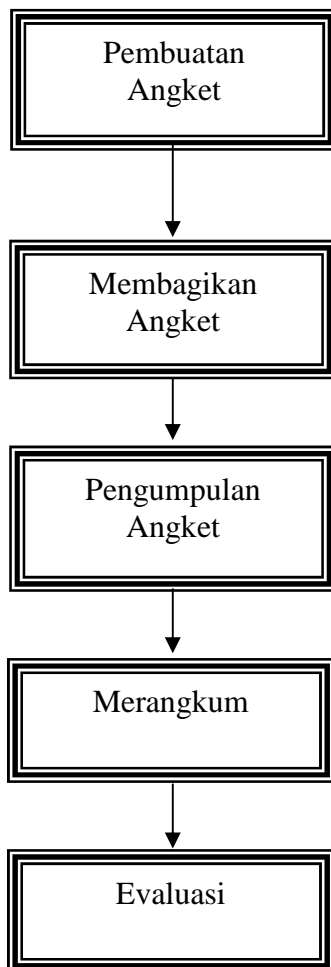 Pembuatan
Angket
Membagikan
Angket
Pengumpulan
Angket
Merangkum
Evaluasi